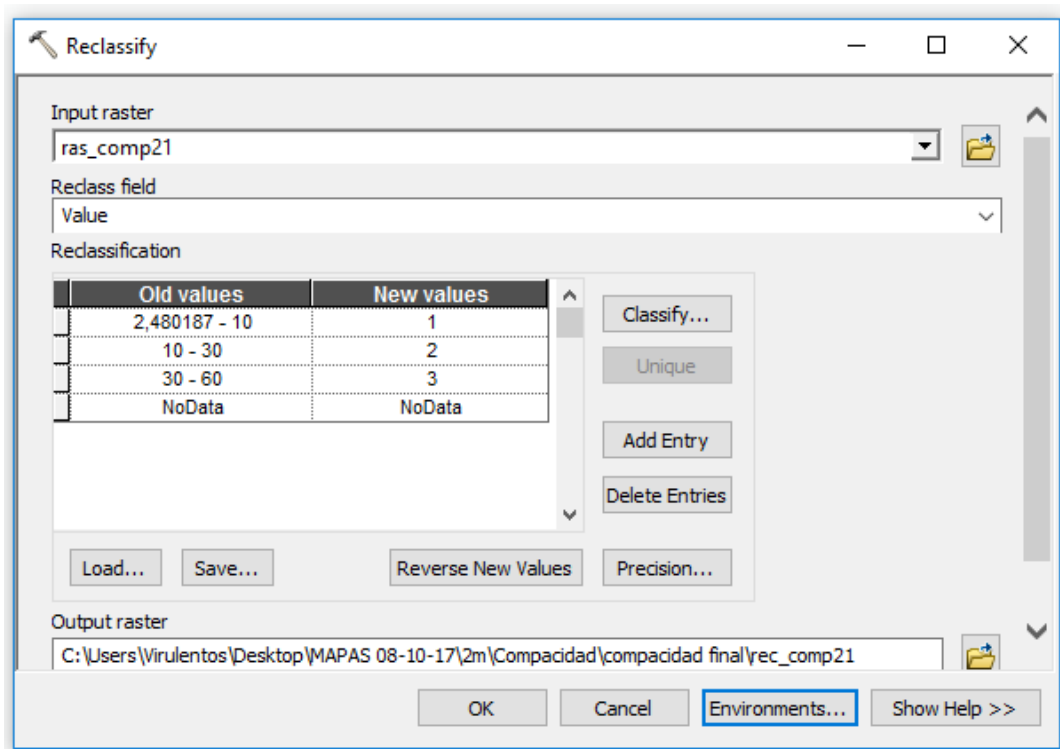 Reclassify
Input raster
ras_comp21
Reclass field
Value
Reclassification
Old values New values
2,480187 - 10 1
10 - 30 2
30 - 60 3
NoData NoData
Classify...
Unique
Add Entry
Delete Entries
Load... Save... Reverse New Values Precision...
Output raster
C:\Users\Virulentos\Desktop\MAPAS 08-10-17\2m\Compacidad\compacidad final\rec_comp21
OK Cancel Environments... Show Help >>